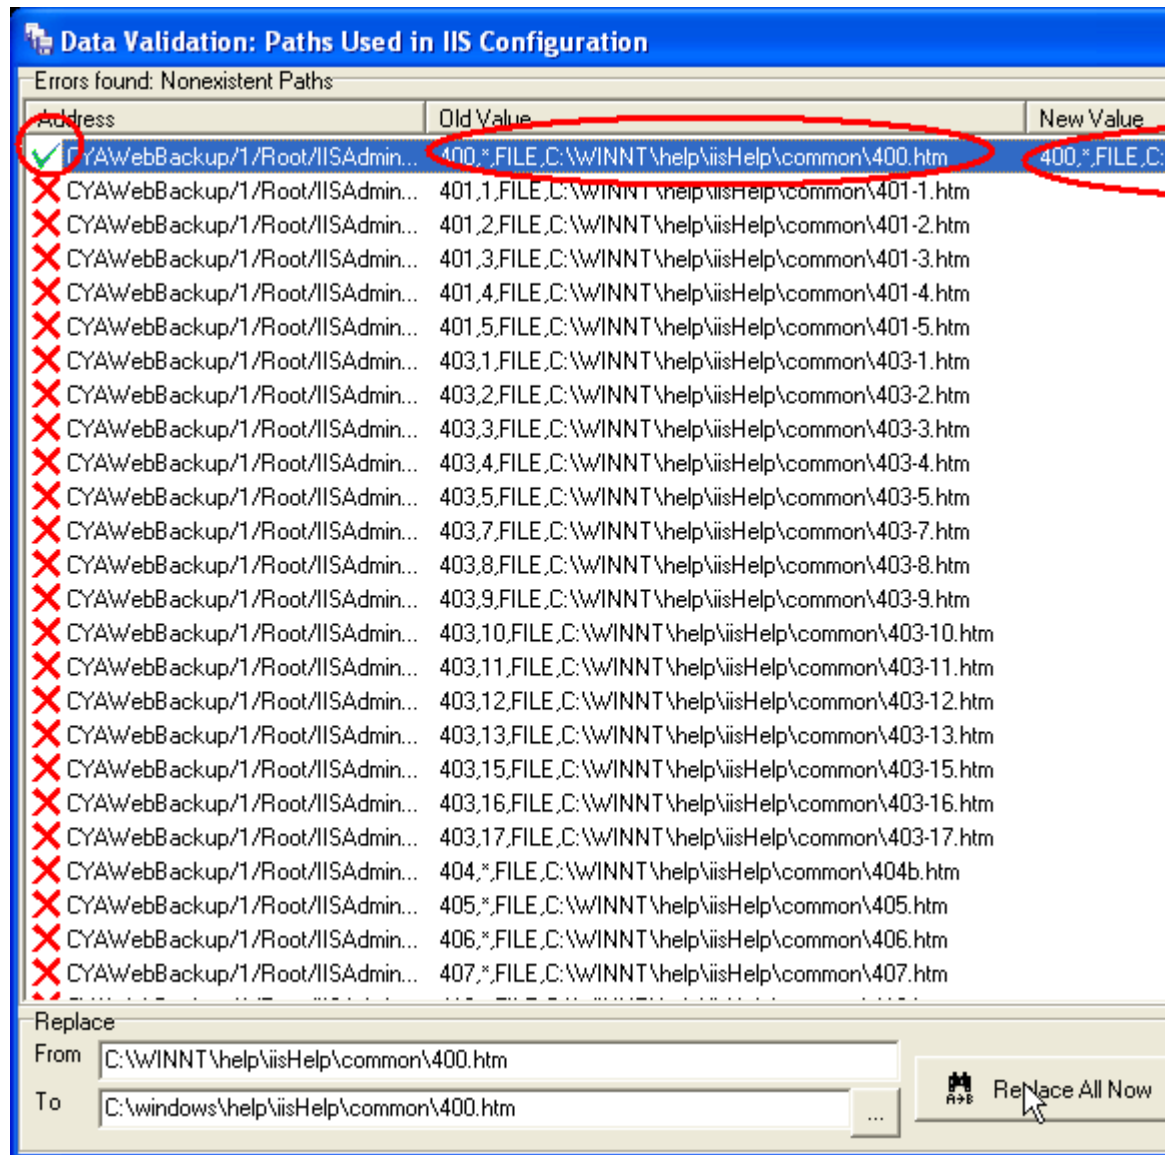 Data Validation: Paths Used in IIS Configuration
Errors found: Nonexistent Paths
Address Old Value New Value
CYAWebBackup/1/Root/IISAdmin... 400,*,FILE,C:\WINNT\help\iisHelp\common\400.htm 400,*,FILE,C:
CYAWebBackup/1/Root/IISAdmin... 401,1,FILE,C:\WINNT\help\iisHelp\common\401-1.htm
CYAWebBackup/1/Root/IISAdmin... 401,2,FILE,C:\WINNT\help\iisHelp\common\401-2.htm
CYAWebBackup/1/Root/IISAdmin... 401,3,FILE,C:\WINNT\help\iisHelp\common\401-3.htm
CYAWebBackup/1/Root/IISAdmin... 401,4,FILE,C:\WINNT\help\iisHelp\common\401-4.htm
CYAWebBackup/1/Root/IISAdmin... 401,5,FILE,C:\WINNT\help\iisHelp\common\401-5.htm
CYAWebBackup/1/Root/IISAdmin... 403,1,FILE,C:\WINNT\help\iisHelp\common\403-1.htm
CYAWebBackup/1/Root/IISAdmin... 403,2,FILE,C:\WINNT\help\iisHelp\common\403-2.htm
CYAWebBackup/1/Root/IISAdmin... 403,3,FILE,C:\WINNT\help\iisHelp\common\403-3.htm
CYAWebBackup/1/Root/IISAdmin... 403,4,FILE,C:\WINNT\help\iisHelp\common\403-4.htm
CYAWebBackup/1/Root/IISAdmin... 403,5,FILE,C:\WINNT\help\iisHelp\common\403-5.htm
CYAWebBackup/1/Root/IISAdmin... 403,7,FILE,C:\WINNT\help\iisHelp\common\403-7.htm
CYAWebBackup/1/Root/IISAdmin... 403,8,FILE,C:\WINNT\help\iisHelp\common\403-8.htm
CYAWebBackup/1/Root/IISAdmin... 403,9,FILE,C:\WINNT\help\iisHelp\common\403-9.htm
CYAWebBackup/1/Root/IISAdmin... 403,10,FILE,C:\WINNT\help\iisHelp\common\403-10.htm
CYAWebBackup/1/Root/IISAdmin... 403,11,FILE,C:\WINNT\help\iisHelp\common\403-11.htm
CYAWebBackup/1/Root/IISAdmin... 403,12,FILE,C:\WINNT\help\iisHelp\common\403-12.htm
CYAWebBackup/1/Root/IISAdmin... 403,13,FILE,C:\WINNT\help\iisHelp\common\403-13.htm
CYAWebBackup/1/Root/IISAdmin... 403,15,FILE,C:\WINNT\help\iisHelp\common\403-15.htm
CYAWebBackup/1/Root/IISAdmin... 403,16,FILE,C:\WINNT\help\iisHelp\common\403-16.htm
CYAWebBackup/1/Root/IISAdmin... 403,17,FILE,C:\WINNT\help\iisHelp\common\403-17.htm
CYAWebBackup/1/Root/IISAdmin... 404,*,FILE,C:\WINNT\help\iisHelp\common\404b.htm
CYAWebBackup/1/Root/IISAdmin... 405,*,FILE,C:\WINNT\help\iisHelp\common\405.htm
CYAWebBackup/1/Root/IISAdmin... 406,*,FILE,C:\WINNT\help\iisHelp\common\406.htm
CYAWebBackup/1/Root/IISAdmin... 407,*,FILE,C:\WINNT\help\iisHelp\common\407.htm
Replace
From C:\WINNT\help\iisHelp\common\400.htm
To C:\windows\help\iisHelp\common\400.htm ...
A→B Replace All Now